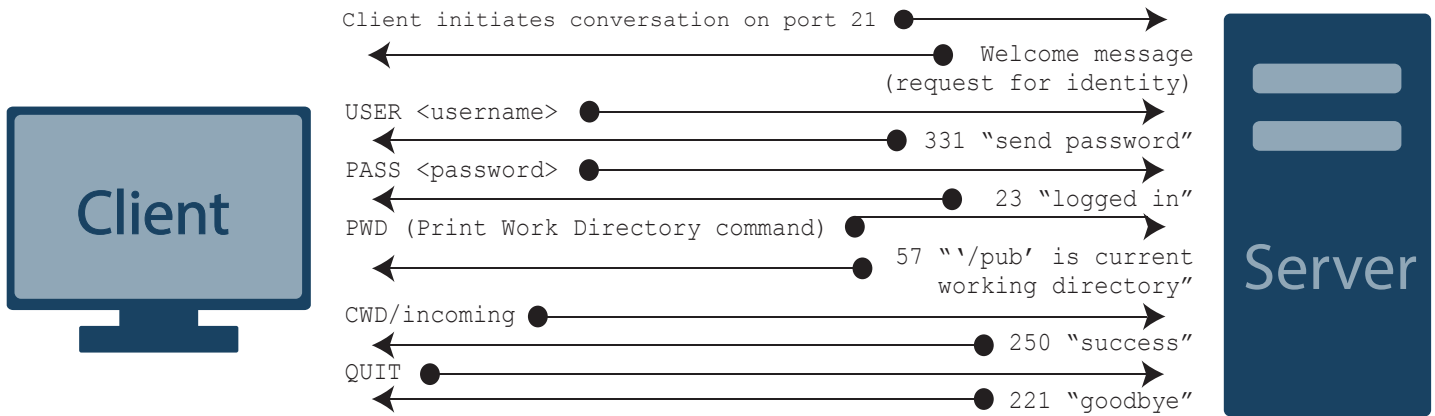 Client initiates conversation on port 21
Welcome message
(request for identity)
USER <username>
331 “send password”
PASS <password>
23 “logged in”
Client
PWD (Print Work Directory command)
57 “‘/pub’ is current
working directory”
Server
CWD/incoming
250 “success”
QUIT
221 “goodbye”